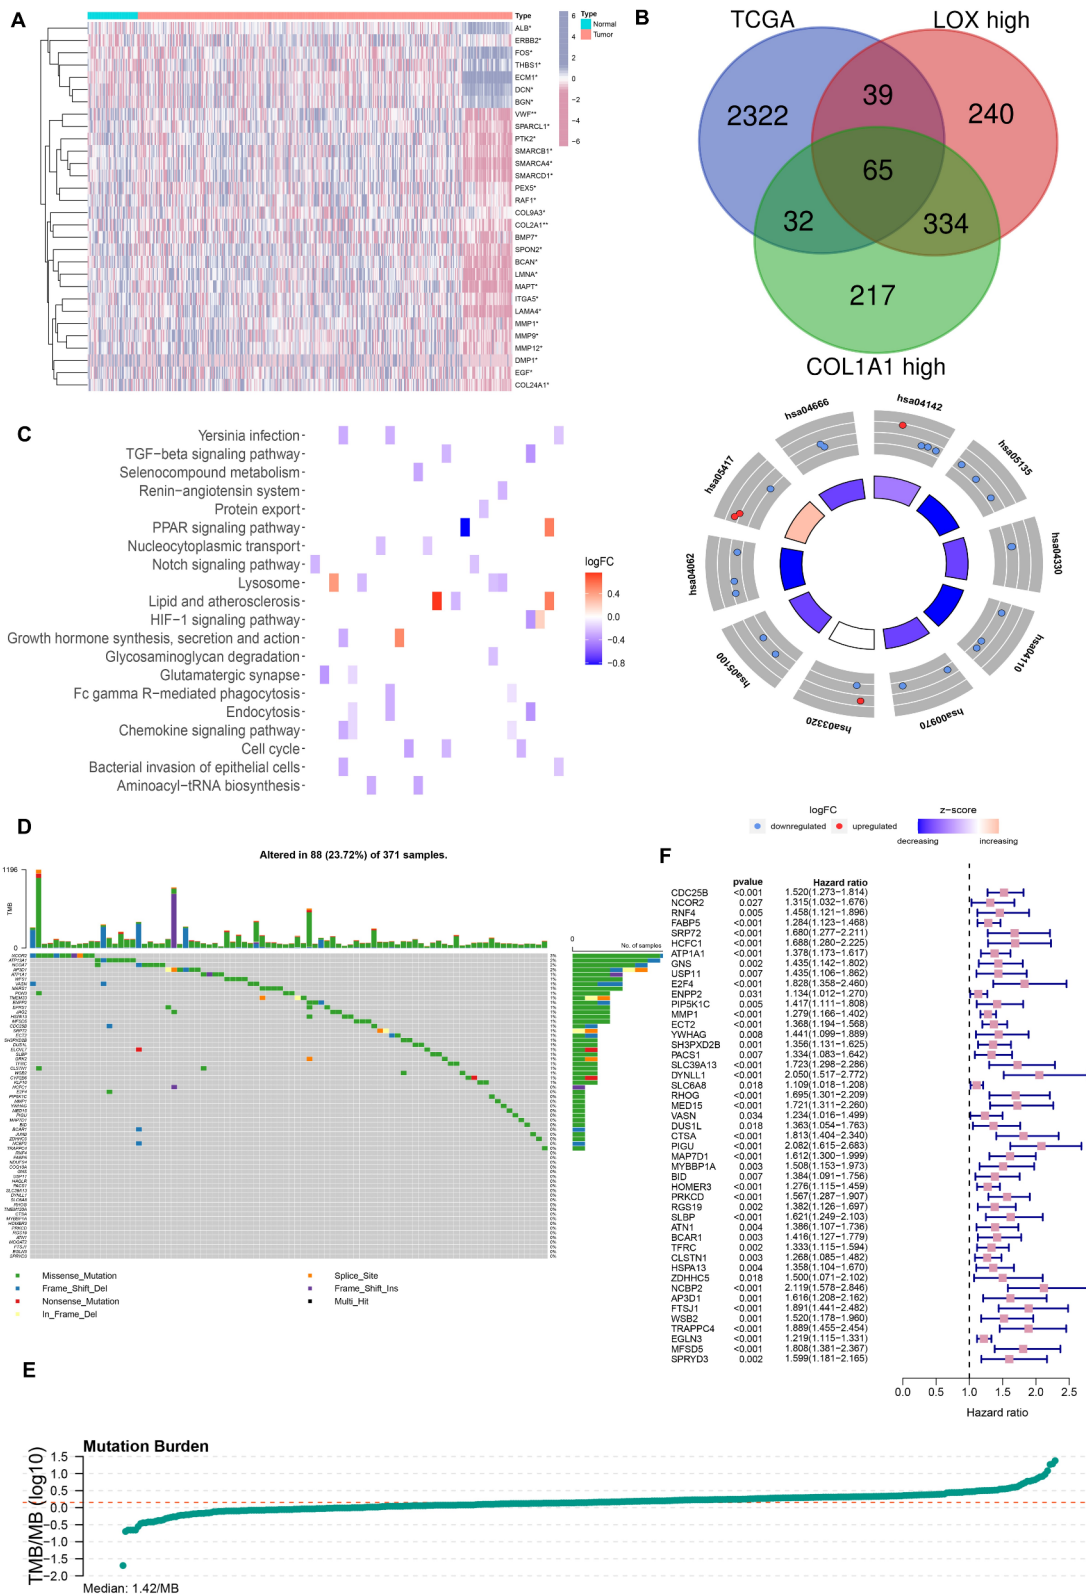 A
Type
ALB*
ERBB2*
FOS*
THBS1*
ECM1*
DCN*
BGN*
VWF**
SPARCL1*
PTK2*
SMARCB1*
SMARCA4*
SMARCD1*
PEX5*
RAF1*
COL9A3*
COL2A1**
BMP7*
SPON2*
BCAN*
LMNA*
MAPT*
ITGA5*
LAMA4*
MMP1*
MMP9*
MMP12*
DMP1*
EGF*
COL24A1*
6
4
2
0
−2
−4
−6
Type
Normal
Tumor
B
TCGA
LOX high
2322
39
240
65
32
334
217
COL1A1 high
C
Yersinia infection
TGF−beta signaling pathway
Selenocompound metabolism
Renin−angiotensin system
Protein export
PPAR signaling pathway
Nucleocytoplasmic transport
Notch signaling pathway
Lysosome
Lipid and atherosclerosis
HIF−1 signaling pathway
Growth hormone synthesis, secretion and action
Glycosaminoglycan degradation
Glutamatergic synapse
Fc gamma R−mediated phagocytosis
Endocytosis
Chemokine signaling pathway
Cell cycle
Bacterial invasion of epithelial cells
Aminoacyl−tRNA biosynthesis
logFC
0.4
0.0
−0.4
−0.8
hsa04142
hsa05135
hsa04330
hsa04110
hsa00970
hsa03320
hsa05100
hsa04062
hsa05417
hsa04666
logFC
downregulated
upregulated
z−score
decreasing
increasing
D
Altered in 88 (23.72%) of 371 samples.
1196
TMB
0
0
No. of samples
Missense_Mutation
Frame_Shift_Del
Nonsense_Mutation
In_Frame_Del
Splice_Site
Frame_Shift_Ins
Multi_Hit
F
pvalue Hazard ratio
CDC25B <0.001 1.520(1.273−1.814)
NCOR2 0.027 1.315(1.032−1.676)
RNF4 0.005 1.458(1.121−1.896)
FABP5 <0.001 1.284(1.123−1.468)
SRP72 <0.001 1.680(1.277−2.211)
HCFC1 <0.001 1.688(1.280−2.225)
ATP1A1 <0.001 1.378(1.173−1.617)
GNS 0.002 1.435(1.142−1.802)
USP11 0.007 1.435(1.106−1.862)
E2F4 <0.001 1.828(1.358−2.460)
ENPP2 0.031 1.134(1.012−1.270)
PIP5K1C 0.005 1.417(1.111−1.808)
MMP1 <0.001 1.279(1.166−1.402)
ECT2 <0.001 1.368(1.194−1.568)
YWHAG 0.008 1.441(1.099−1.889)
SH3PXD2B 0.001 1.356(1.131−1.625)
PACS1 0.007 1.334(1.083−1.642)
SLC39A13 <0.001 1.723(1.298−2.286)
DYNLL1 <0.001 2.050(1.517−2.772)
SLC6A8 0.018 1.109(1.018−1.208)
RHOG <0.001 1.695(1.301−2.209)
MED15 <0.001 1.721(1.311−2.260)
VASN 0.034 1.234(1.016−1.499)
DUS1L 0.018 1.363(1.054−1.763)
CTSA <0.001 1.813(1.404−2.340)
PIGU <0.001 2.082(1.615−2.683)
MAP7D1 <0.001 1.612(1.300−1.999)
MYBBP1A 0.003 1.508(1.153−1.973)
BID 0.007 1.384(1.091−1.756)
HOMER3 <0.001 1.276(1.115−1.459)
PRKCD <0.001 1.567(1.287−1.907)
RGS19 0.002 1.382(1.126−1.697)
SLBP <0.001 1.621(1.249−2.103)
ATN1 0.004 1.386(1.107−1.736)
BCAR1 0.003 1.416(1.127−1.779)
TFRC 0.002 1.333(1.115−1.594)
CLSTN1 0.003 1.268(1.085−1.482)
HSPA13 0.004 1.358(1.104−1.670)
ZDHHC5 0.018 1.500(1.071−2.102)
NCBP2 <0.001 2.119(1.578−2.846)
AP3D1 <0.001 1.616(1.208−2.162)
FTSJ1 <0.001 1.891(1.441−2.482)
WSB2 <0.001 1.520(1.178−1.960)
TRAPPC4 <0.001 1.889(1.455−2.454)
EGLN3 <0.001 1.219(1.115−1.331)
MFSD5 <0.001 1.808(1.381−2.367)
SPRYD3 0.002 1.599(1.181−2.165)
0.0 0.5 1.0 1.5 2.0 2.5
Hazard ratio
E
Mutation Burden
TMB/MB (log10)
1.5
1.0
0.5
0.0
−0.5
−1.0
−1.5
−2.0
Median: 1.42/MB